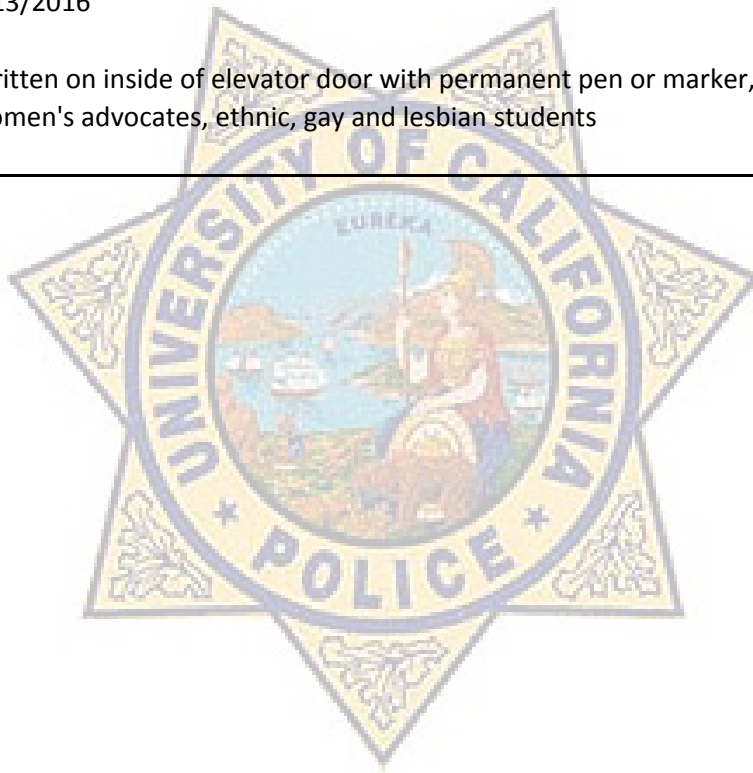 13/2016
ritten on inside of elevator door with permanent pen or marker,
omen's advocates, ethnic, gay and lesbian students
EUREKA
UNIVERSITY OF CALIFORNIA
POLICE